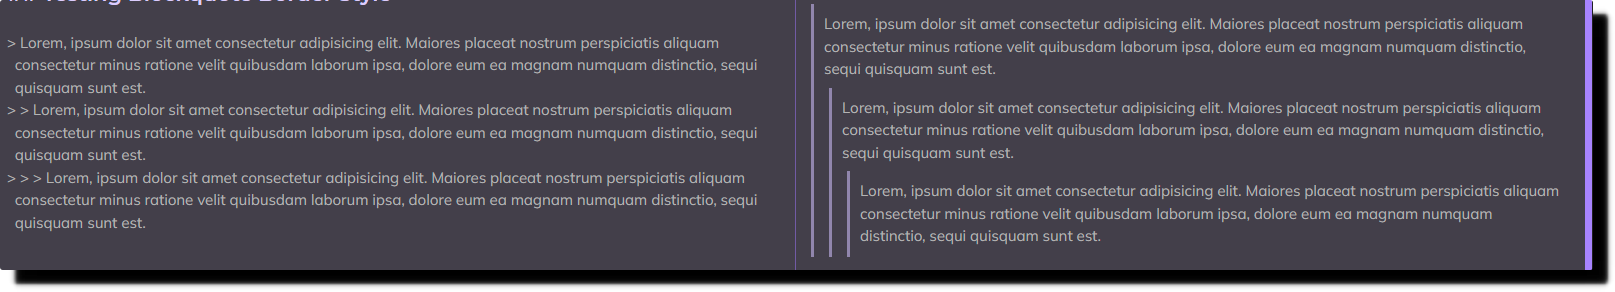 ### Testing Blockquote Border Style
> Lorem, ipsum dolor sit amet consectetur adipisicing elit. Maiores placeat nostrum perspiciatis aliquam
consectetur minus ratione velit quibusdam laborum ipsa, dolore eum ea magnam numquam distinctio, sequi
quisquam sunt est.
> > Lorem, ipsum dolor sit amet consectetur adipisicing elit. Maiores placeat nostrum perspiciatis aliquam
consectetur minus ratione velit quibusdam laborum ipsa, dolore eum ea magnam numquam distinctio, sequi
quisquam sunt est.
> > > Lorem, ipsum dolor sit amet consectetur adipisicing elit. Maiores placeat nostrum perspiciatis aliquam
consectetur minus ratione velit quibusdam laborum ipsa, dolore eum ea magnam numquam distinctio, sequi
quisquam sunt est.
Lorem, ipsum dolor sit amet consectetur adipisicing elit. Maiores placeat nostrum perspiciatis aliquam
consectetur minus ratione velit quibusdam laborum ipsa, dolore eum ea magnam numquam distinctio,
sequi quisquam sunt est.
Lorem, ipsum dolor sit amet consectetur adipisicing elit. Maiores placeat nostrum perspiciatis aliquam
consectetur minus ratione velit quibusdam laborum ipsa, dolore eum ea magnam numquam distinctio,
sequi quisquam sunt est.
Lorem, ipsum dolor sit amet consectetur adipisicing elit. Maiores placeat nostrum perspiciatis aliquam
consectetur minus ratione velit quibusdam laborum ipsa, dolore eum ea magnam numquam
distinctio, sequi quisquam sunt est.